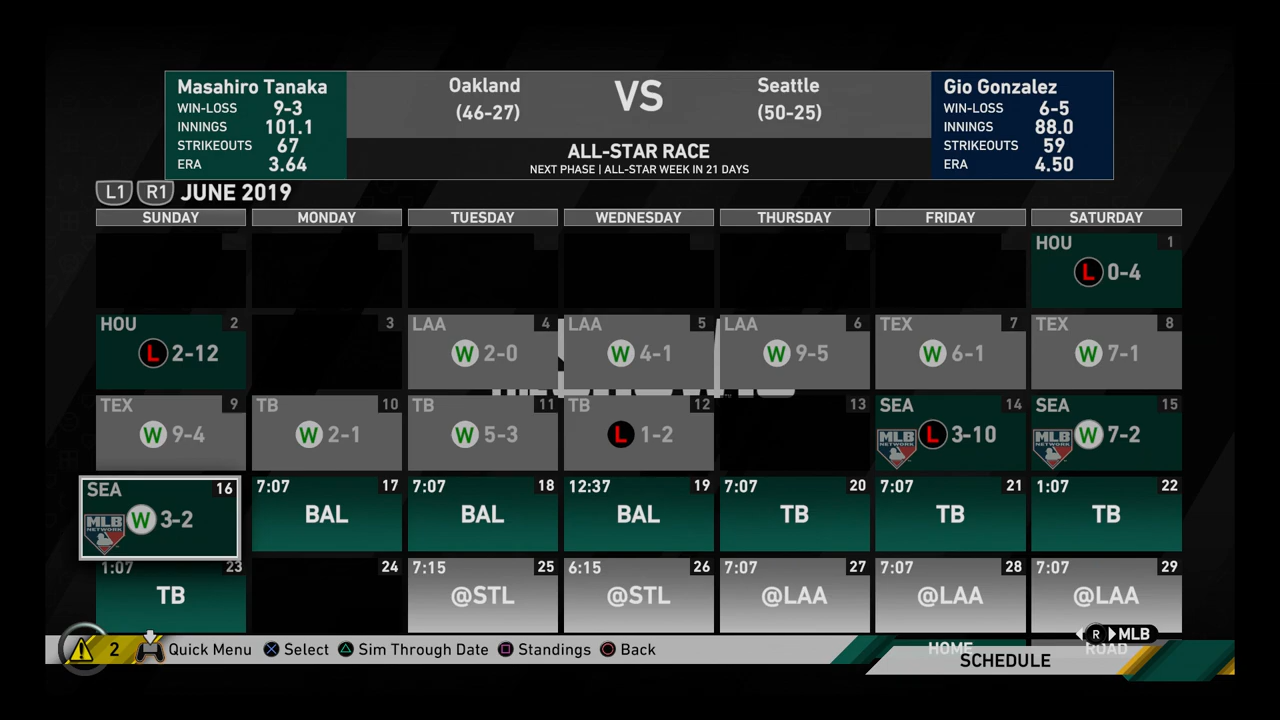 Masahiro Tanaka
WIN-LOSS 9-3
INNINGS 101.1
STRIKEOUTS 67
ERA 3.64
Oakland VS Seattle
(46-27) (50-25)
ALL-STAR RACE
NEXT PHASE | ALL-STAR WEEK IN 21 DAYS
Gio Gonzalez
WIN-LOSS 6-5
INNINGS 88.0
STRIKEOUTS 59
ERA 4.50
L1 R1 JUNE 2019
SUNDAY MONDAY TUESDAY WEDNESDAY THURSDAY FRIDAY SATURDAY
HOU 1
L 0-4
HOU 2 3 LAA 4 LAA 5 LAA 6 TEX 7 TEX 8
L 2-12 W 2-0 W 4-1 W 9-5 W 6-1 W 7-1
TEX 9 TB 10 TB 11 TB 12 13 SEA 14 SEA 15
W 9-4 W 2-1 W 5-3 L 1-2 MLB NETWORK L 3-10 MLB NETWORK W 7-2
SEA 16 7:07 17 7:07 18 12:37 19 7:07 20 7:07 21 1:07 22
MLB NETWORK W 3-2 BAL BAL BAL TB TB TB
1:07 23 24 7:15 25 6:15 26 7:07 27 7:07 28 7:07 29
TB @STL @STL @LAA @LAA @LAA
R MLB
2 Quick Menu Select Sim Through Date Standings Back HOME ROAD
SCHEDULE